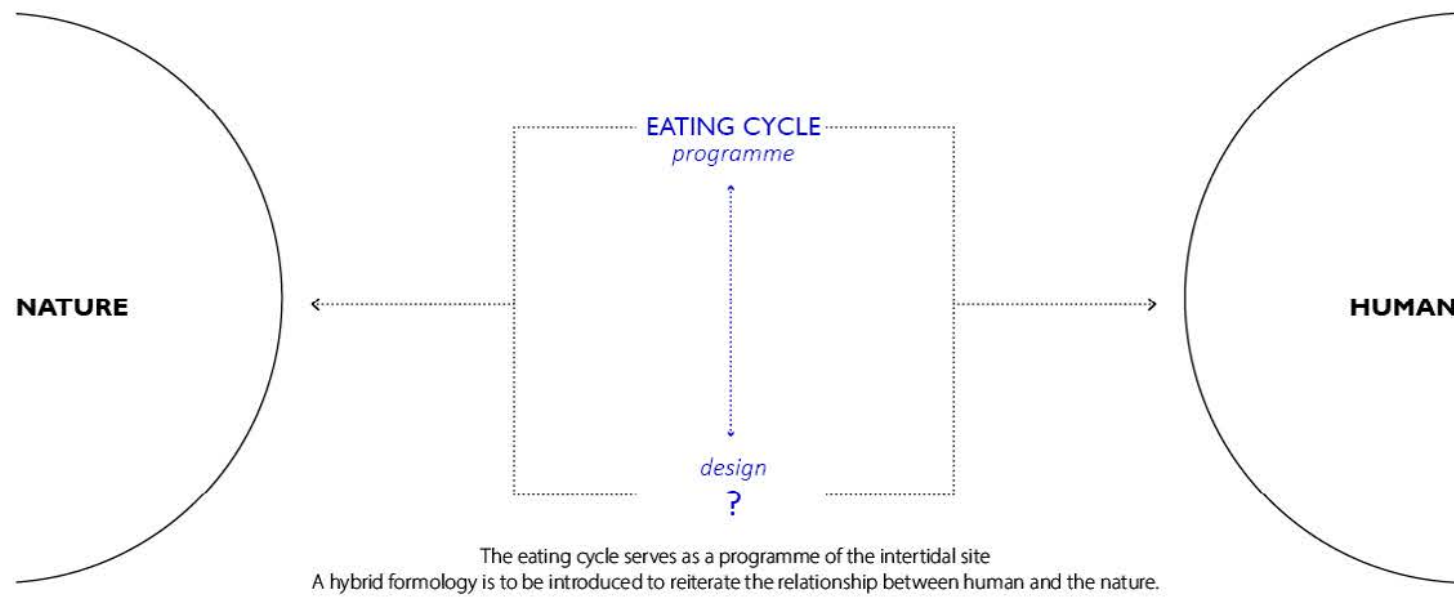 EATING CYCLE
programme
NATURE
HUMAN
design
?
The eating cycle serves as a programme of the intertidal site
A hybrid formology is to be introduced to reiterate the relationship between human and the nature.